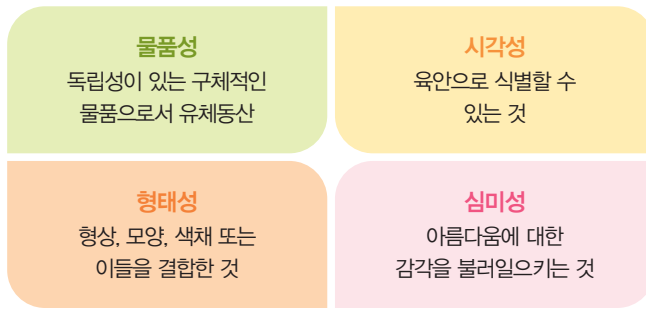 물품성
독립성이 있는 구체적인
물품으로서 유체동산
시각성
육안으로 식별할 수
있는 것
형태성
형상, 모양, 색채 또는
이들을 결합한 것
심미성
아름다움에 대한
감각을 불러일으키는 것